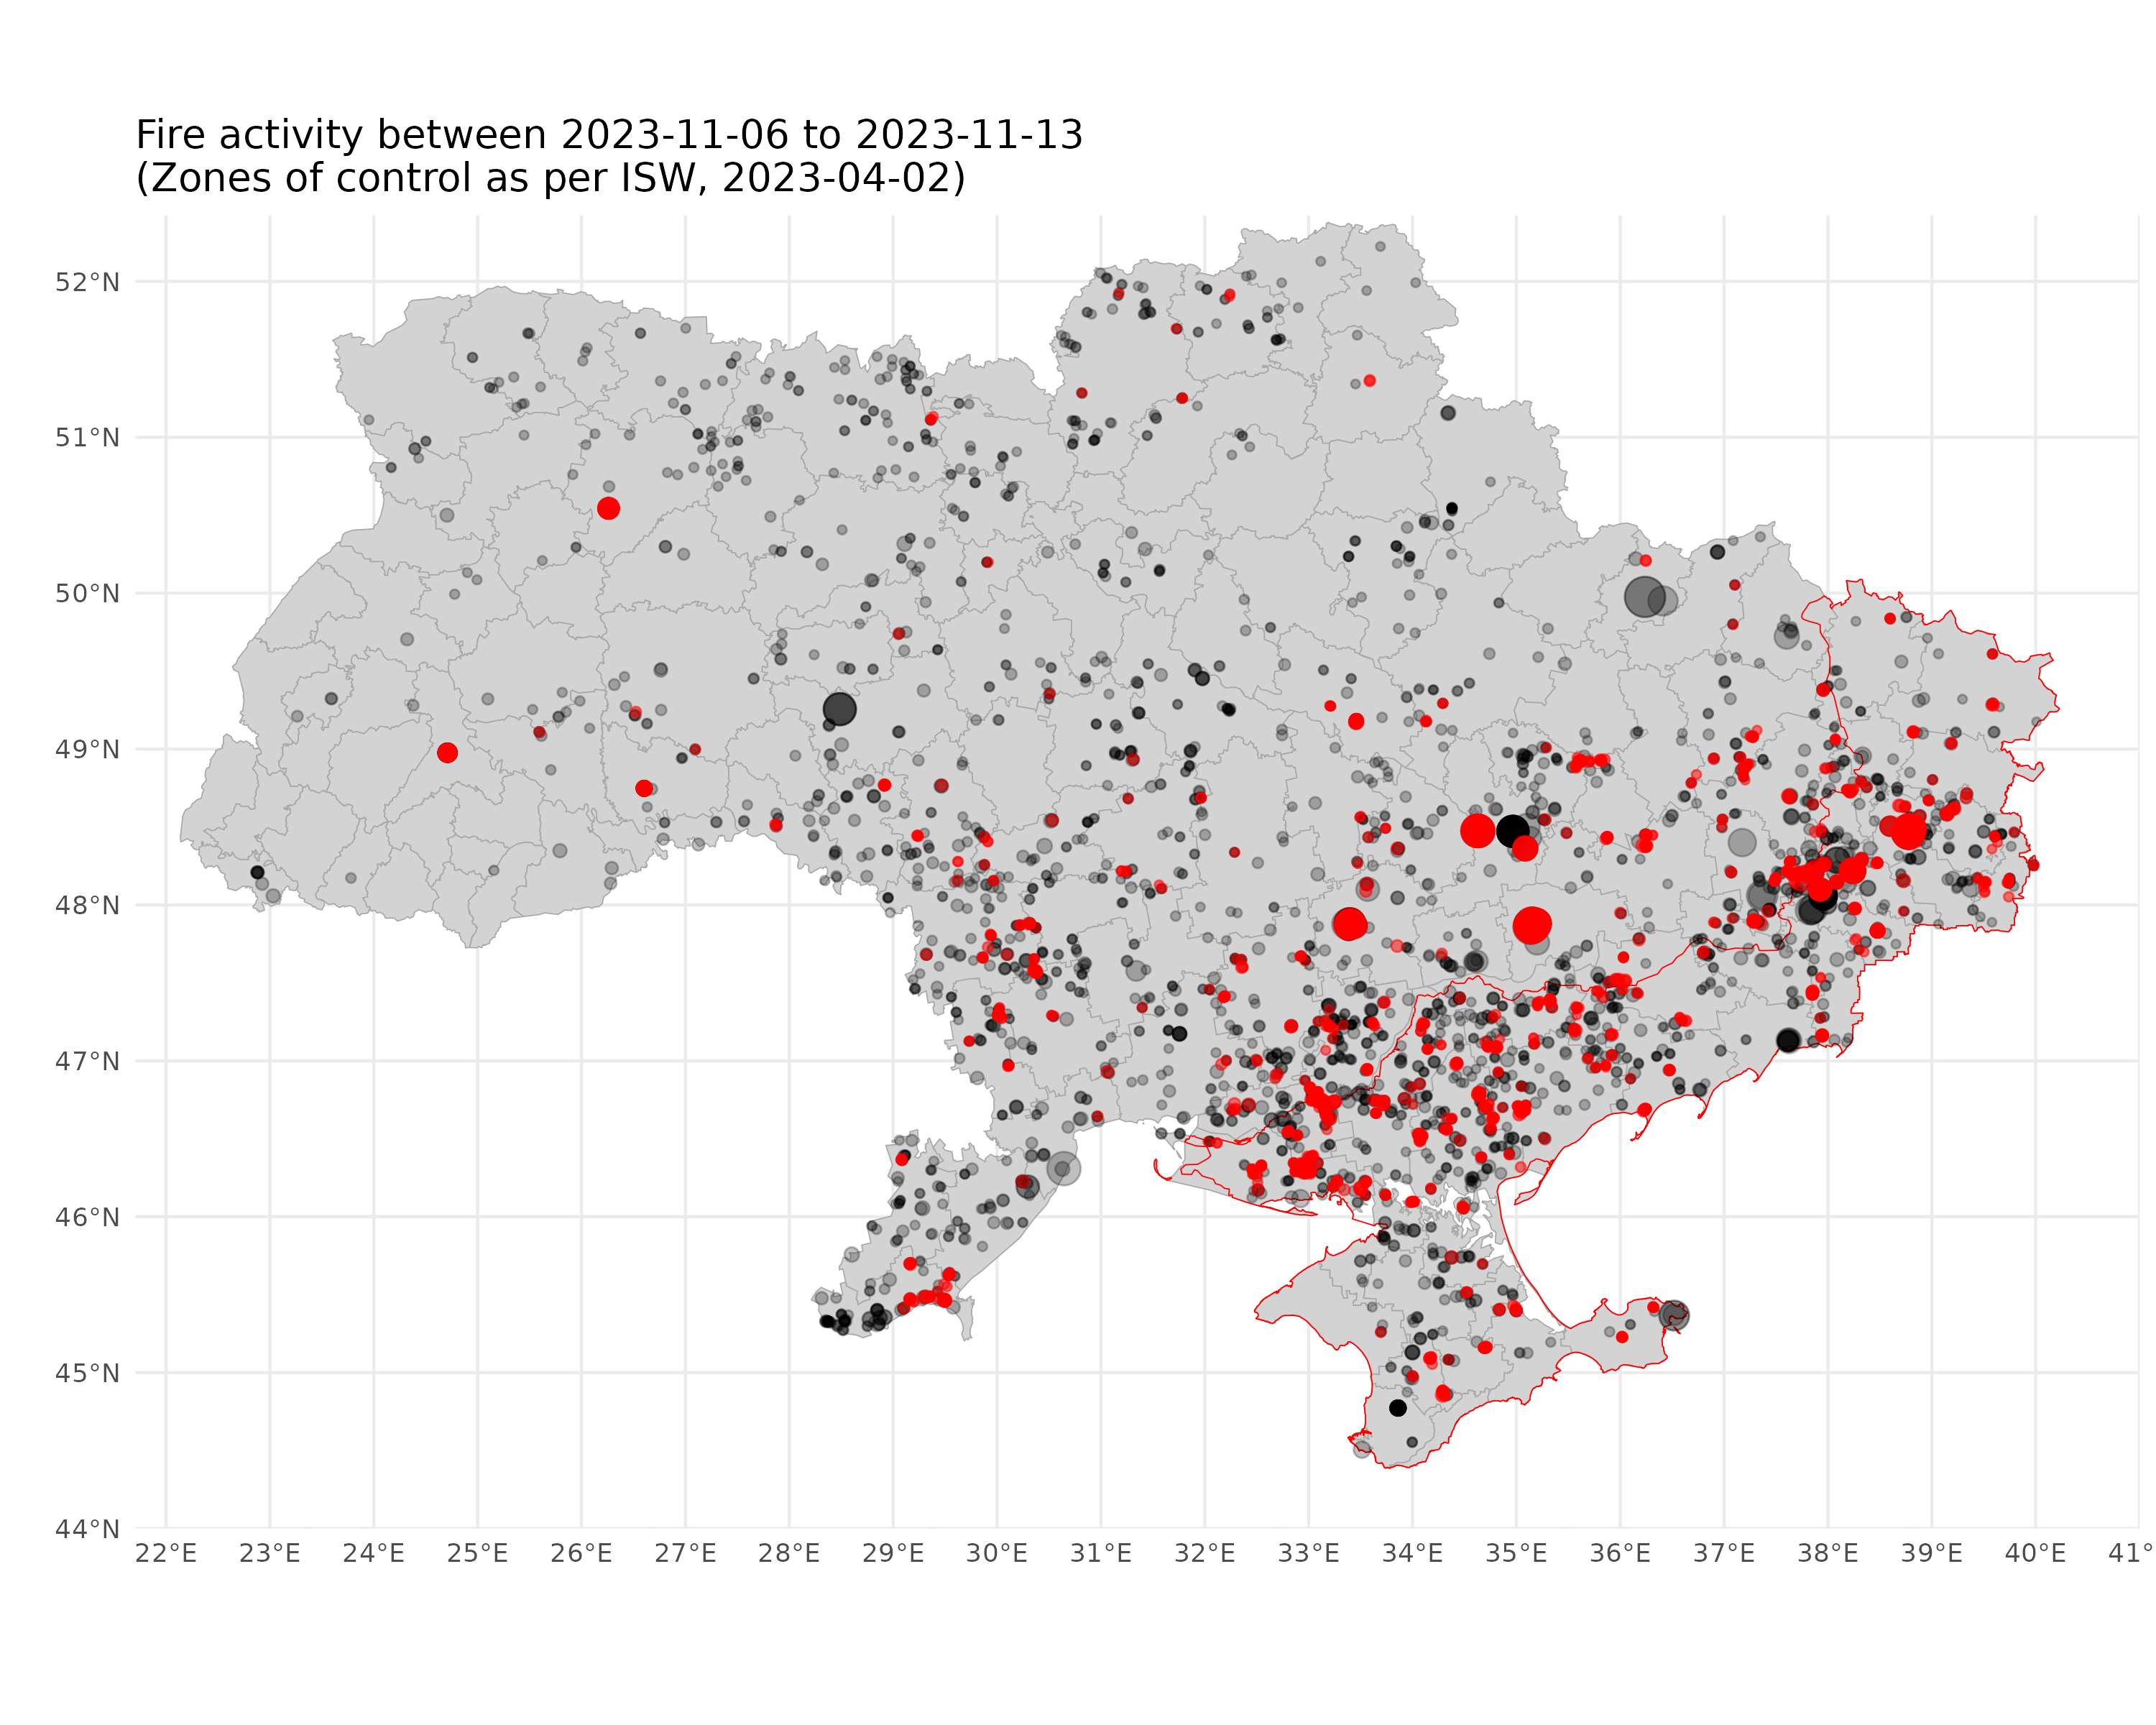 Fire activity between 2023-11-06 to 2023-11-13
(Zones of control as per ISW, 2023-04-02)
52°N
51°N
50°N
49°N
48°N
47°N
46°N
45°N
44°N
22°E 23°E 24°E 25°E 26°E 27°E 28°E 29°E 30°E 31°E 32°E 33°E 34°E 35°E 36°E 37°E 38°E 39°E 40°E 41°